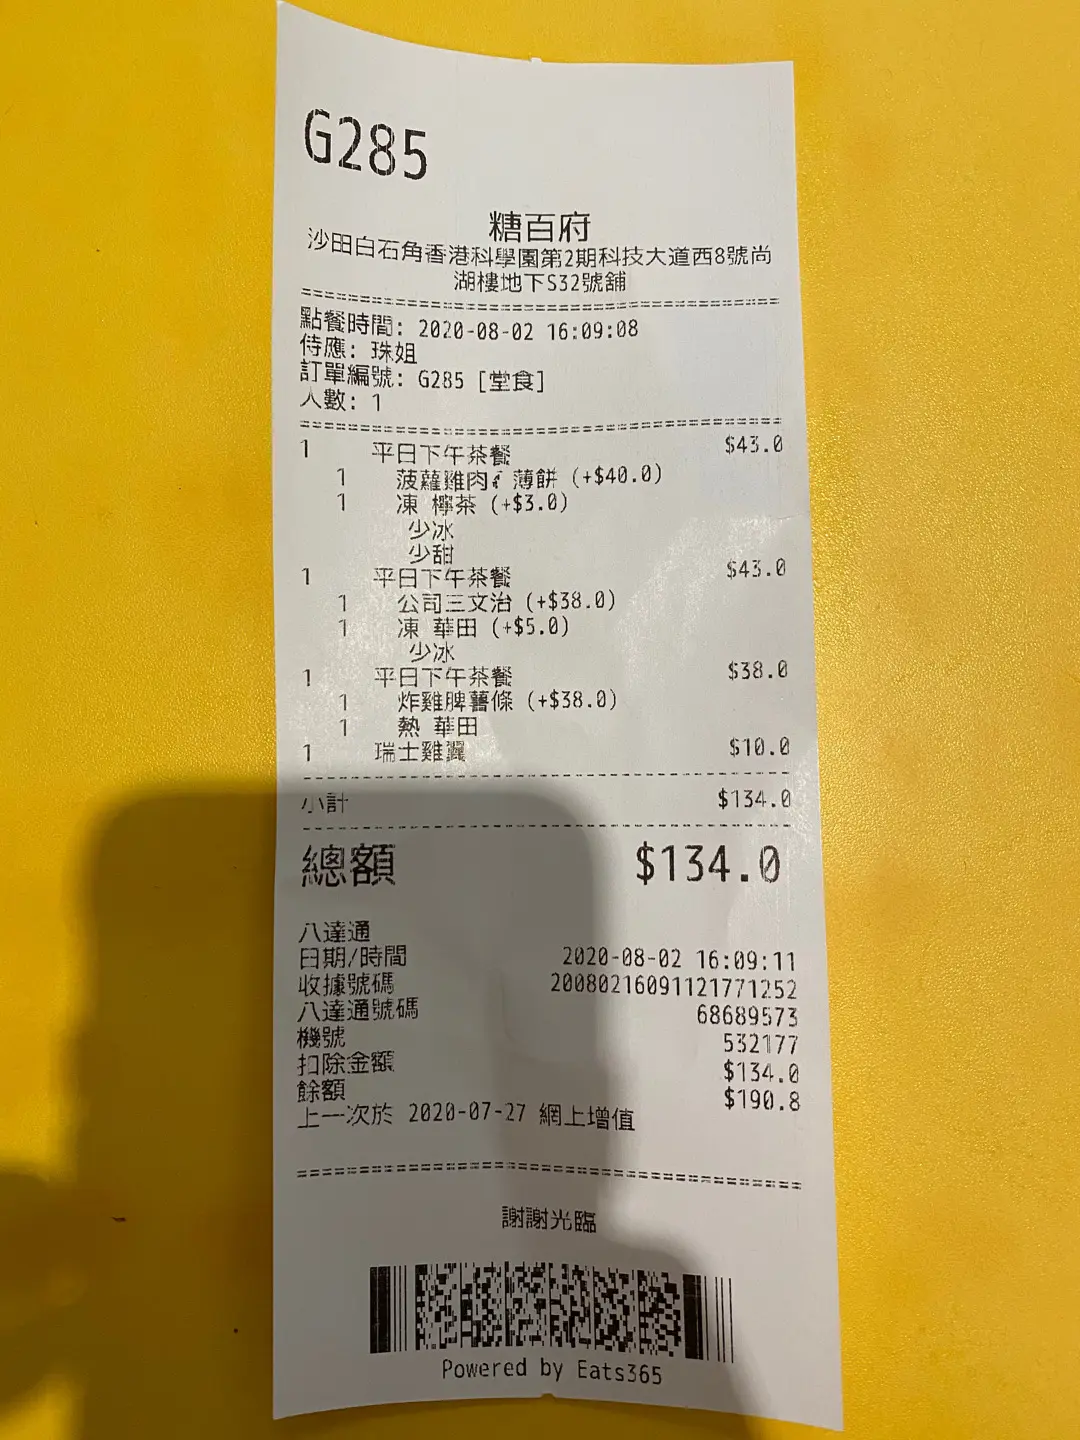 G285
糖百府
沙田白石角香港科學園第2期科技大道西8號尚
湖樓地下S32號舖
點餐時間: 2020-08-02 16:09:08
侍應: 珠姐
訂單編號: G285 [堂食]
人數: 1
1 平日下午茶餐 $43.0
1 菠蘿雞肉 薄餅 (+$40.0)
1 凍 檸茶 (+$3.0)
少冰
少甜
1 平日下午茶餐 $43.0
1 公司三文治 (+$38.0)
1 凍 華田 (+$5.0)
少冰
1 平日下午茶餐 $38.0
1 炸雞脾薯條 (+$38.0)
1 熱 華田
1 瑞士雞翼 $10.0
小計 $134.0
總額 $134.0
八達通
日期/時間 2020-08-02 16:09:11
收據號碼 20080216091121771252
八達通號碼 68689573
機號 532177
扣除金額 $134.0
餘額 $190.8
上一次於 2020-07-27 網上增值
謝謝光臨
Powered by Eats365